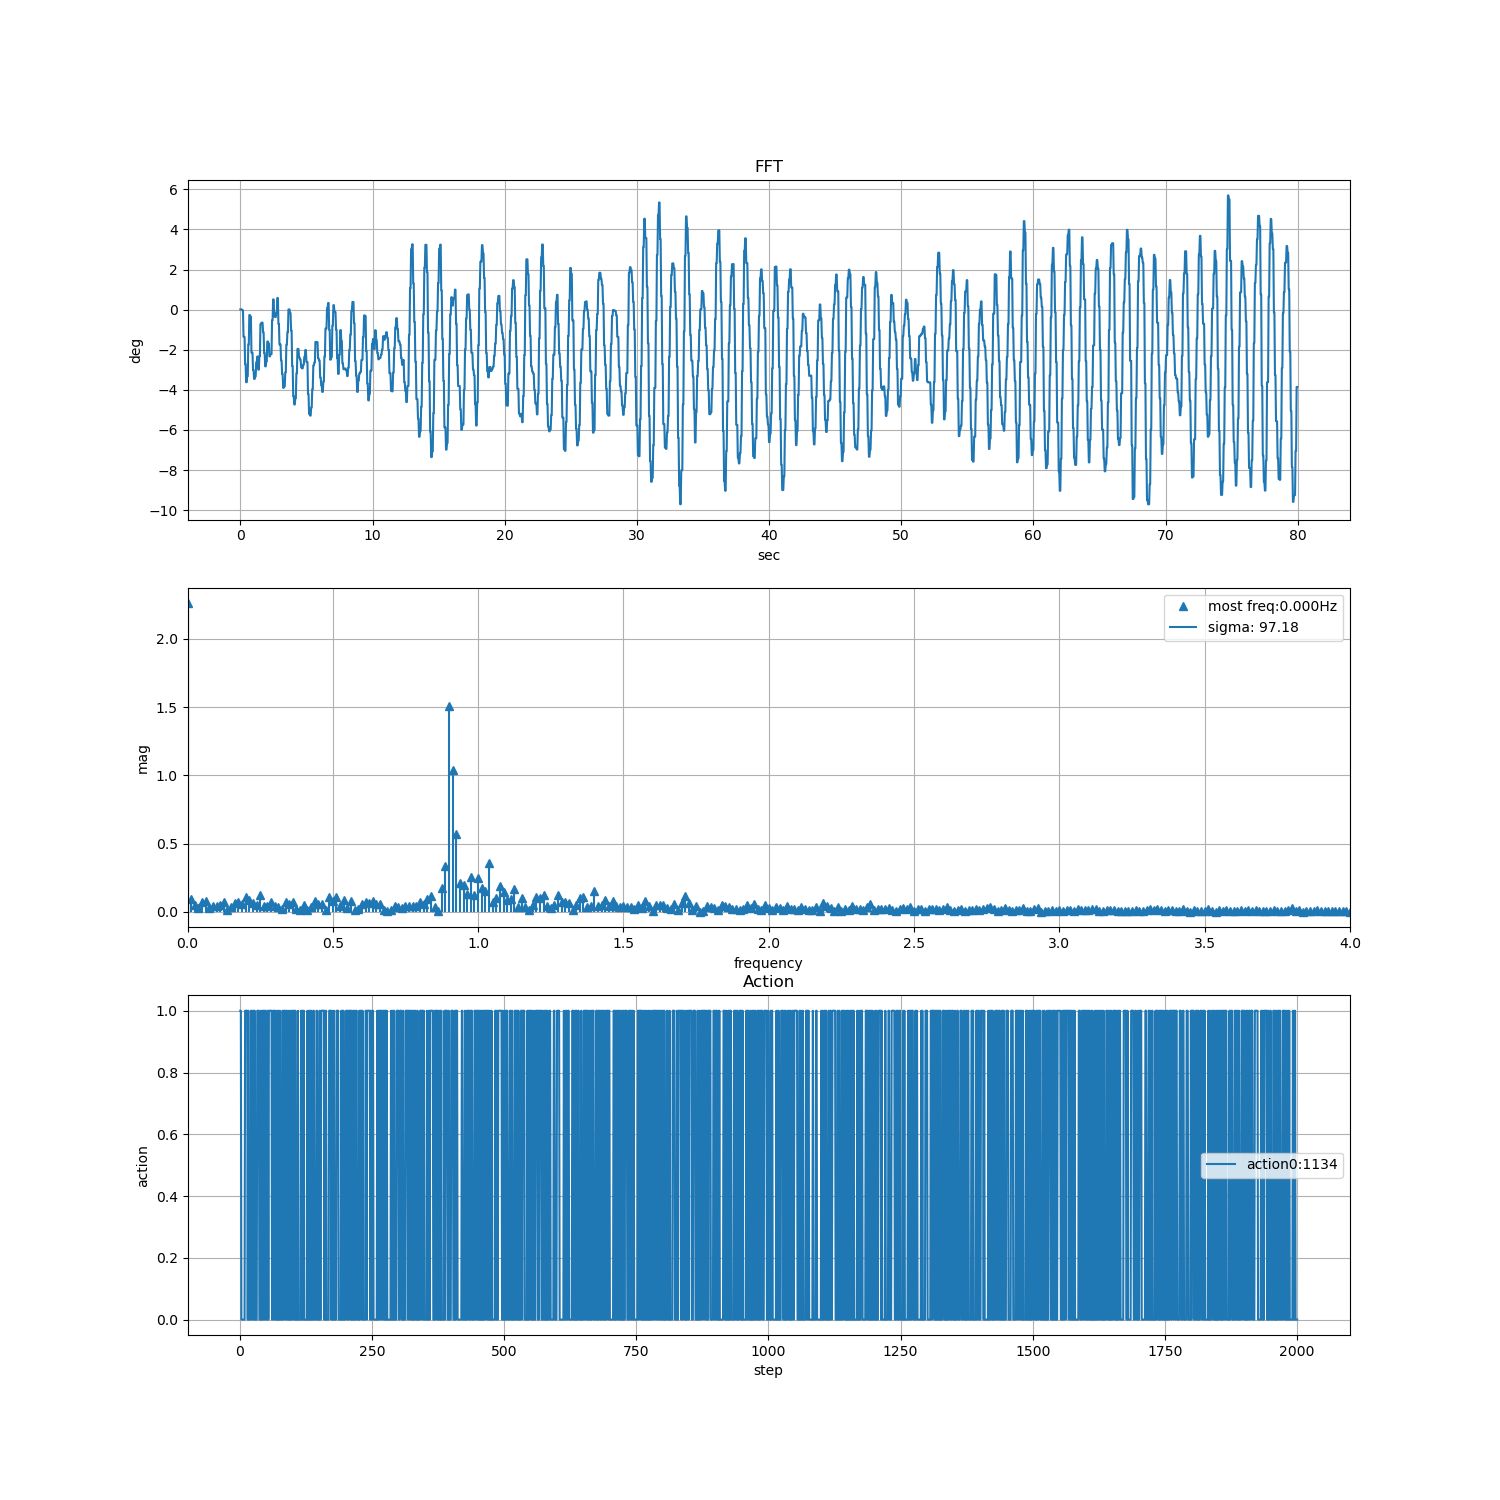 FFT
6
4
2
0
−2
−4
−6
−8
−10
deg
0 10 20 30 40 50 60 70 80
sec
most freq:0.000Hz
sigma: 97.18
2.0
1.5
1.0
0.5
0.0
mag
0.0 0.5 1.0 1.5 2.0 2.5 3.0 3.5 4.0
frequency
Action
1.0
0.8
0.6
0.4
0.2
0.0
action
action0:1134
0 250 500 750 1000 1250 1500 1750 2000
step